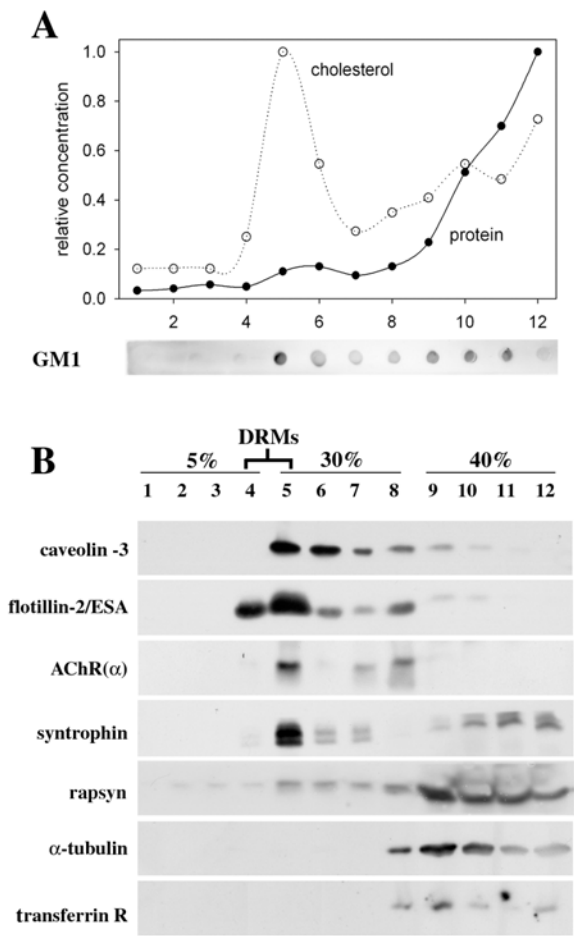 A
1.0
0.8
0.6
0.4
0.2
0.0
relative concentration
cholesterol
protein
2 4 6 8 10 12
GM1
B
DRMs
5% 30% 40%
1 2 3 4 5 6 7 8 9 10 11 12
caveolin -3
flotillin-2/ESA
AChR(α)
syntrophin
rapsyn
α-tubulin
transferrin R